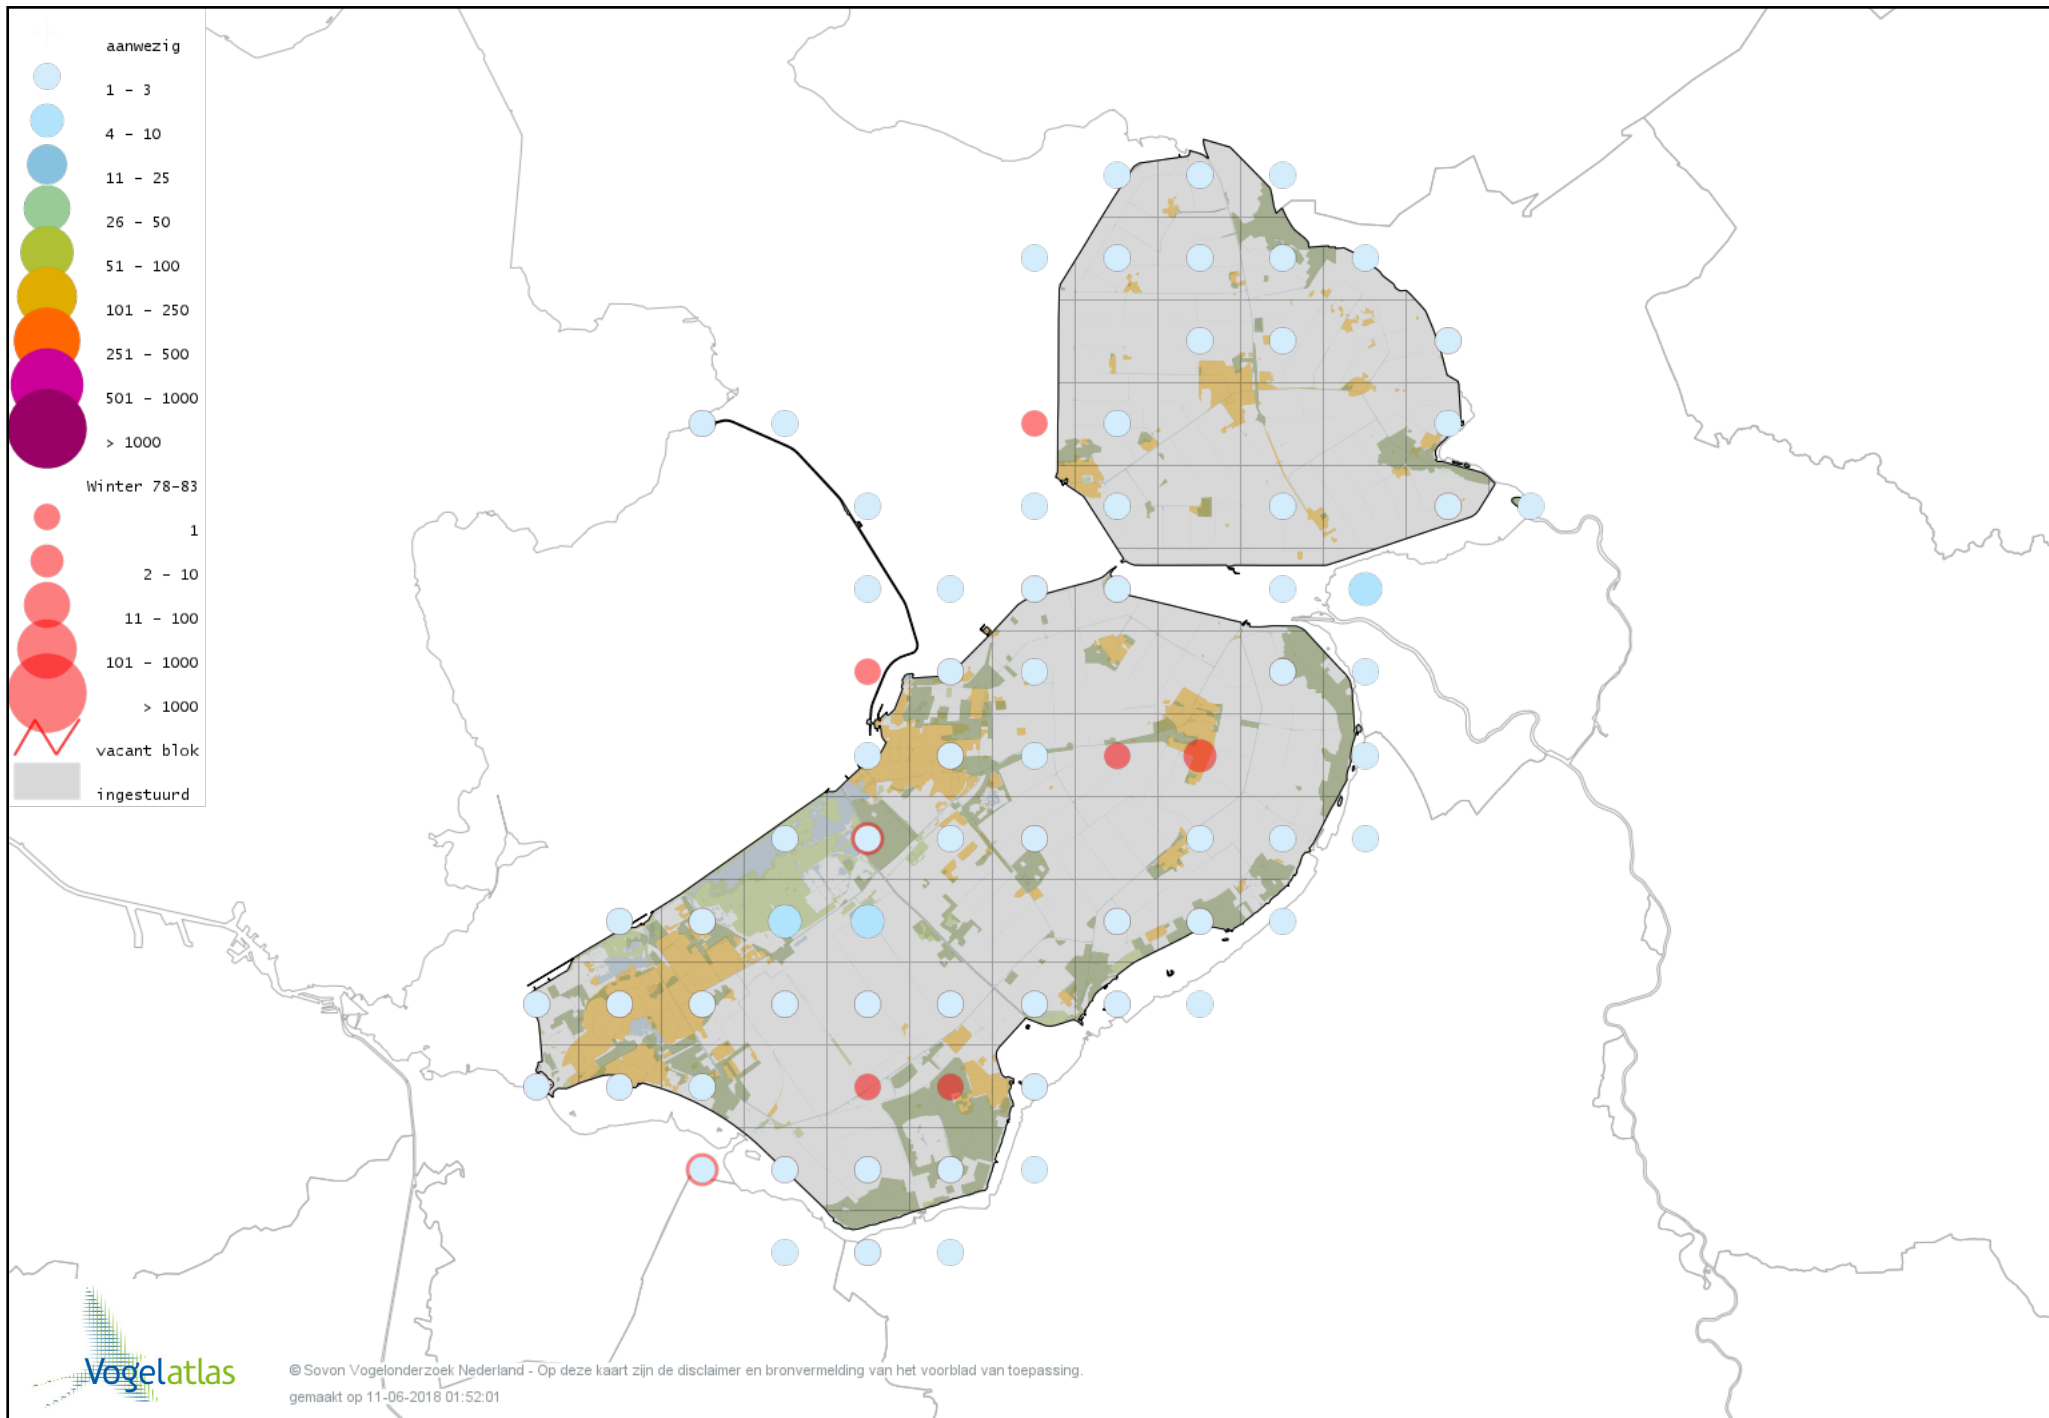 aanwezig
1 - 3
4 - 10
11 - 25
26 - 50
51 - 100
101 - 250
251 - 500
501 - 1000
> 1000
Winter 78-83
1
2 - 10
11 - 100
101 - 1000
> 1000
vacant blok
ingestuurd
Vogelatlas
© Sovon Vogelonderzoek Nederland - Op deze kaart zijn de disclaimer en bronvermelding van het voorblad van toepassing.
gemaakt op 11-06-2018 01:52:01